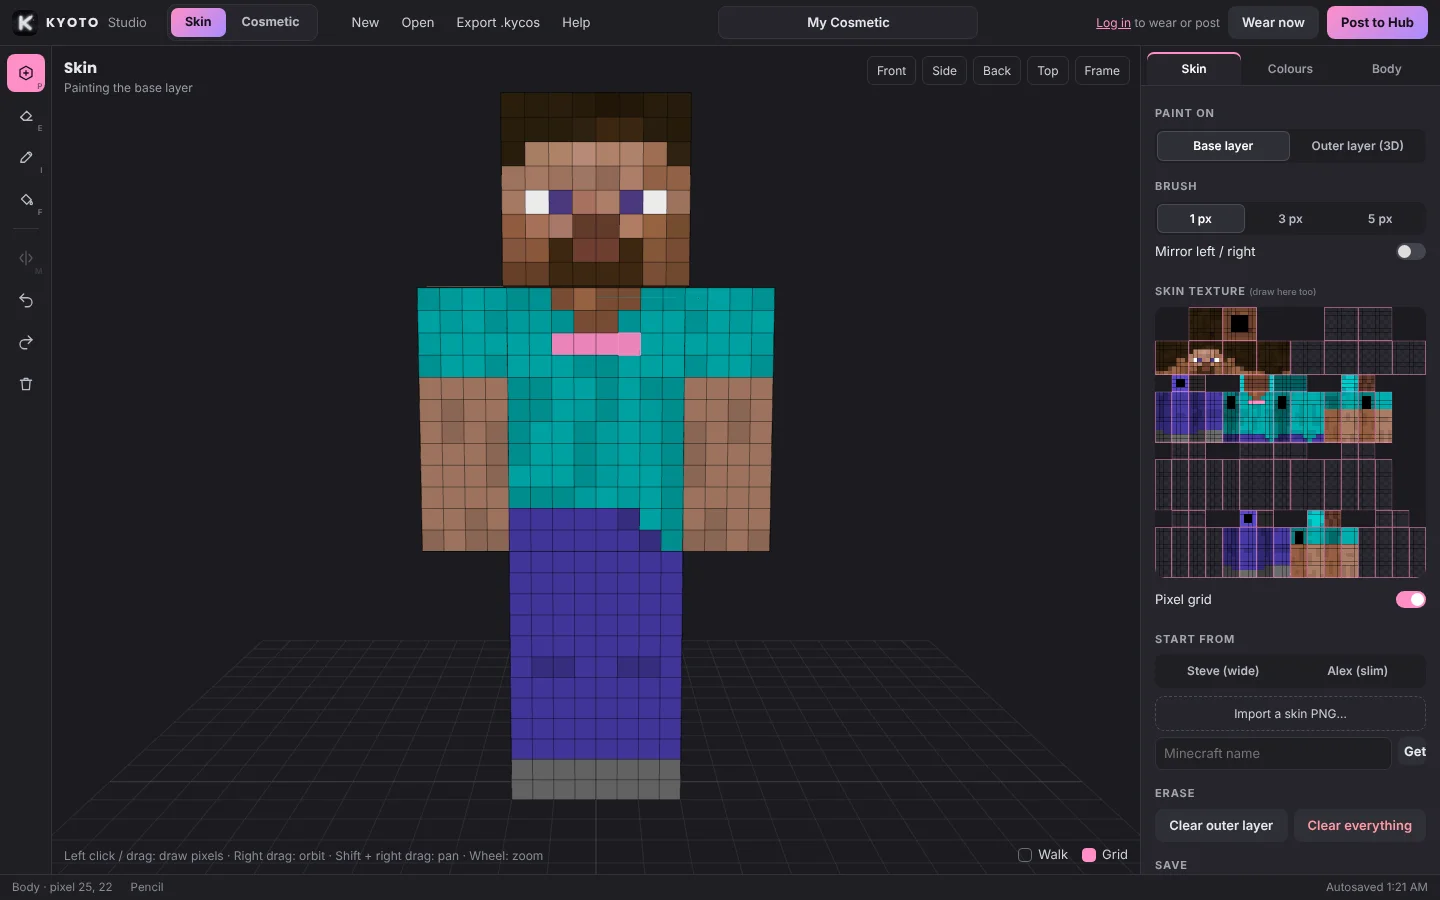 KYOTO Studio
Skin
Cosmetic
New
Open
Export .kycos
Help
My Cosmetic
Log in to wear or post
Wear now
Post to Hub
P
E
I
F
M
Skin
Painting the base layer
Front
Side
Back
Top
Frame
Skin
Colours
Body
PAINT ON
Base layer
Outer layer (3D)
BRUSH
1 px
3 px
5 px
Mirror left / right
SKIN TEXTURE (draw here too)
Pixel grid
START FROM
Steve (wide)
Alex (slim)
Import a skin PNG...
Minecraft name
Get
ERASE
Clear outer layer
Clear everything
SAVE
Left click / drag: draw pixels · Right drag: orbit · Shift + right drag: pan · Wheel: zoom
Walk
Grid
Body · pixel 25, 22
Pencil
Autosaved 1:21 AM